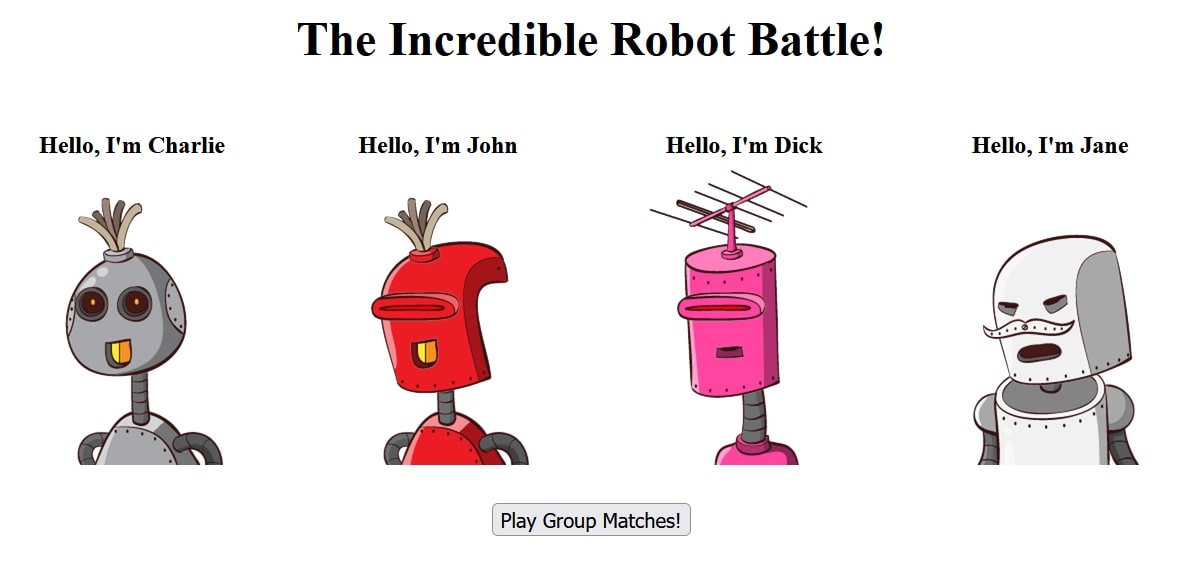 The Incredible Robot Battle!
Hello, I'm Charlie
Hello, I'm John
Hello, I'm Dick
Hello, I'm Jane
Play Group Matches!